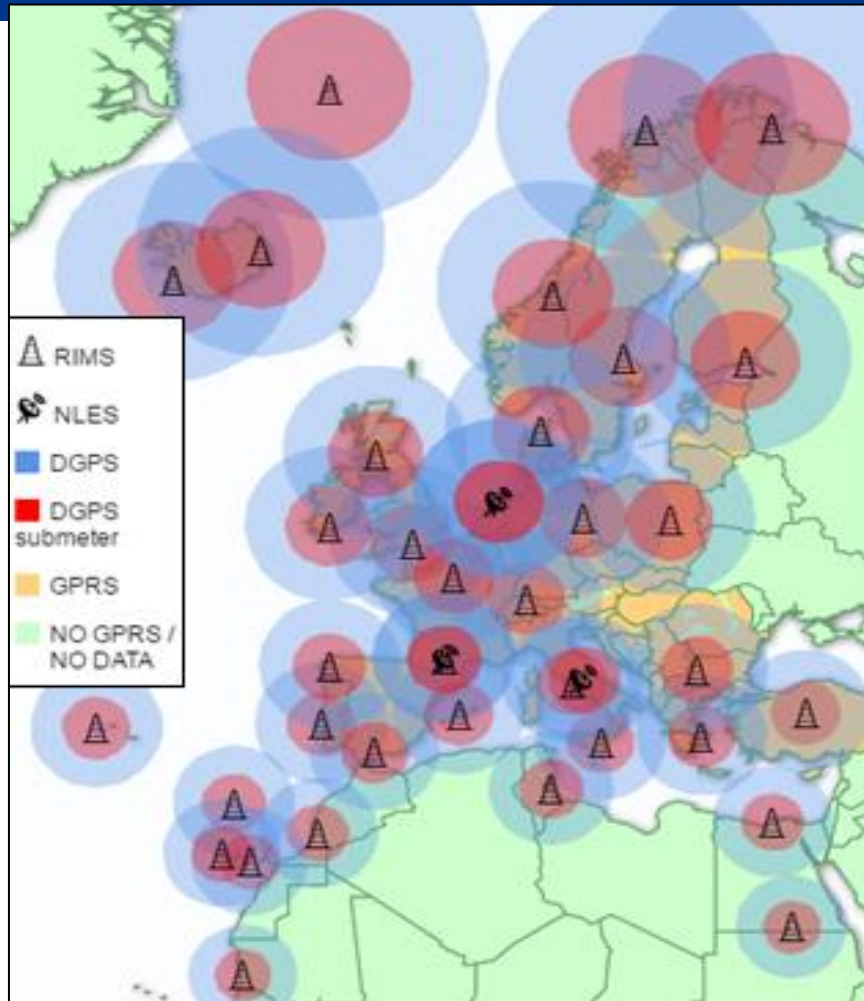 RIMS
NLES
DGPS
DGPS
submeter
GPRS
NO GPRS /
NO DATA